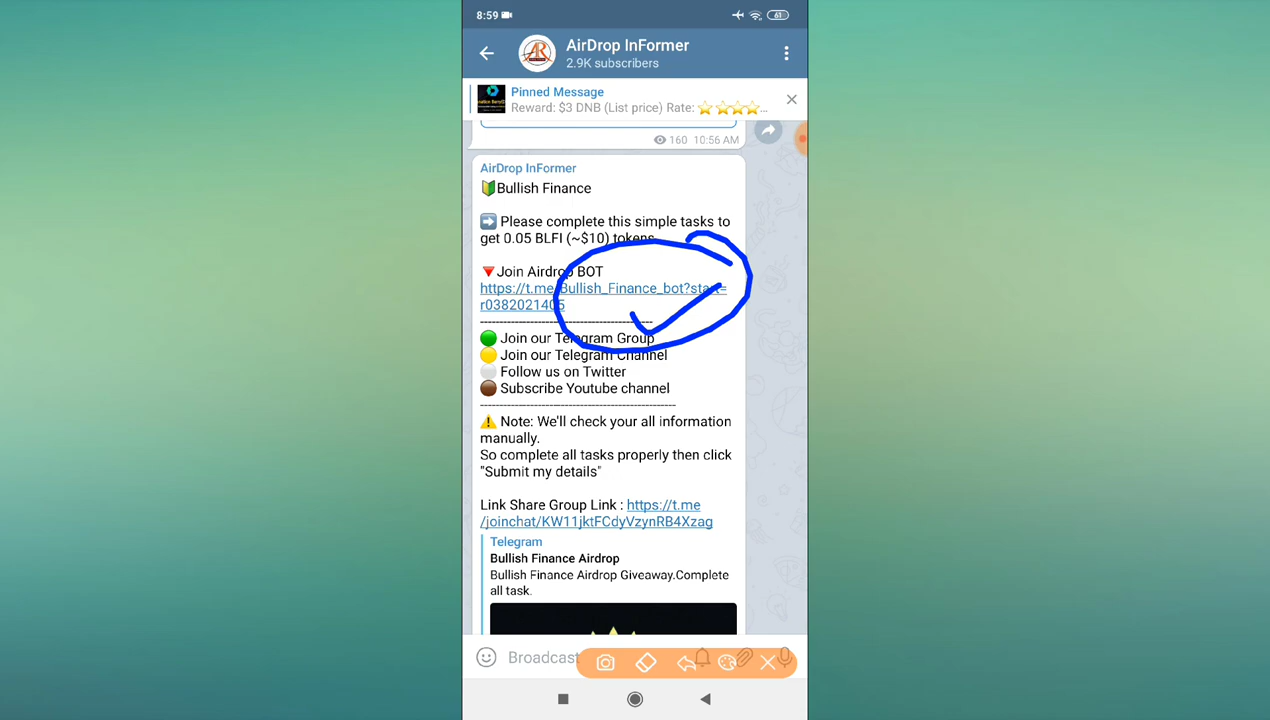 8:59
61
AirDrop InFormer
2.9K subscribers
Pinned Message
Reward: $3 DNB (List price) Rate: ⭐ ⭐⭐⭐...
160 10:56 AM
AirDrop InFormer
🔰Bullish Finance
➡️ Please complete this simple tasks to
get 0.05 BLFI (~$10) tokens
🔻Join Airdrop BOT
https://t.me/Bullish_Finance_bot?start=
r0382021405
-----------------------------------------------
🟢 Join our Telegram Group
🟡 Join our Telegram Channel
⚪ Follow us on Twitter
🟤 Subscribe Youtube channel
-----------------------------------------------
⚠️ Note: We'll check your all information
manually.
So complete all tasks properly then click
"Submit my details"
Link Share Group Link : https://t.me
/joinchat/KW11jktFCdyVzynRB4Xzag
Telegram
Bullish Finance Airdrop
Bullish Finance Airdrop Giveaway.Complete
all task.
Broadcast